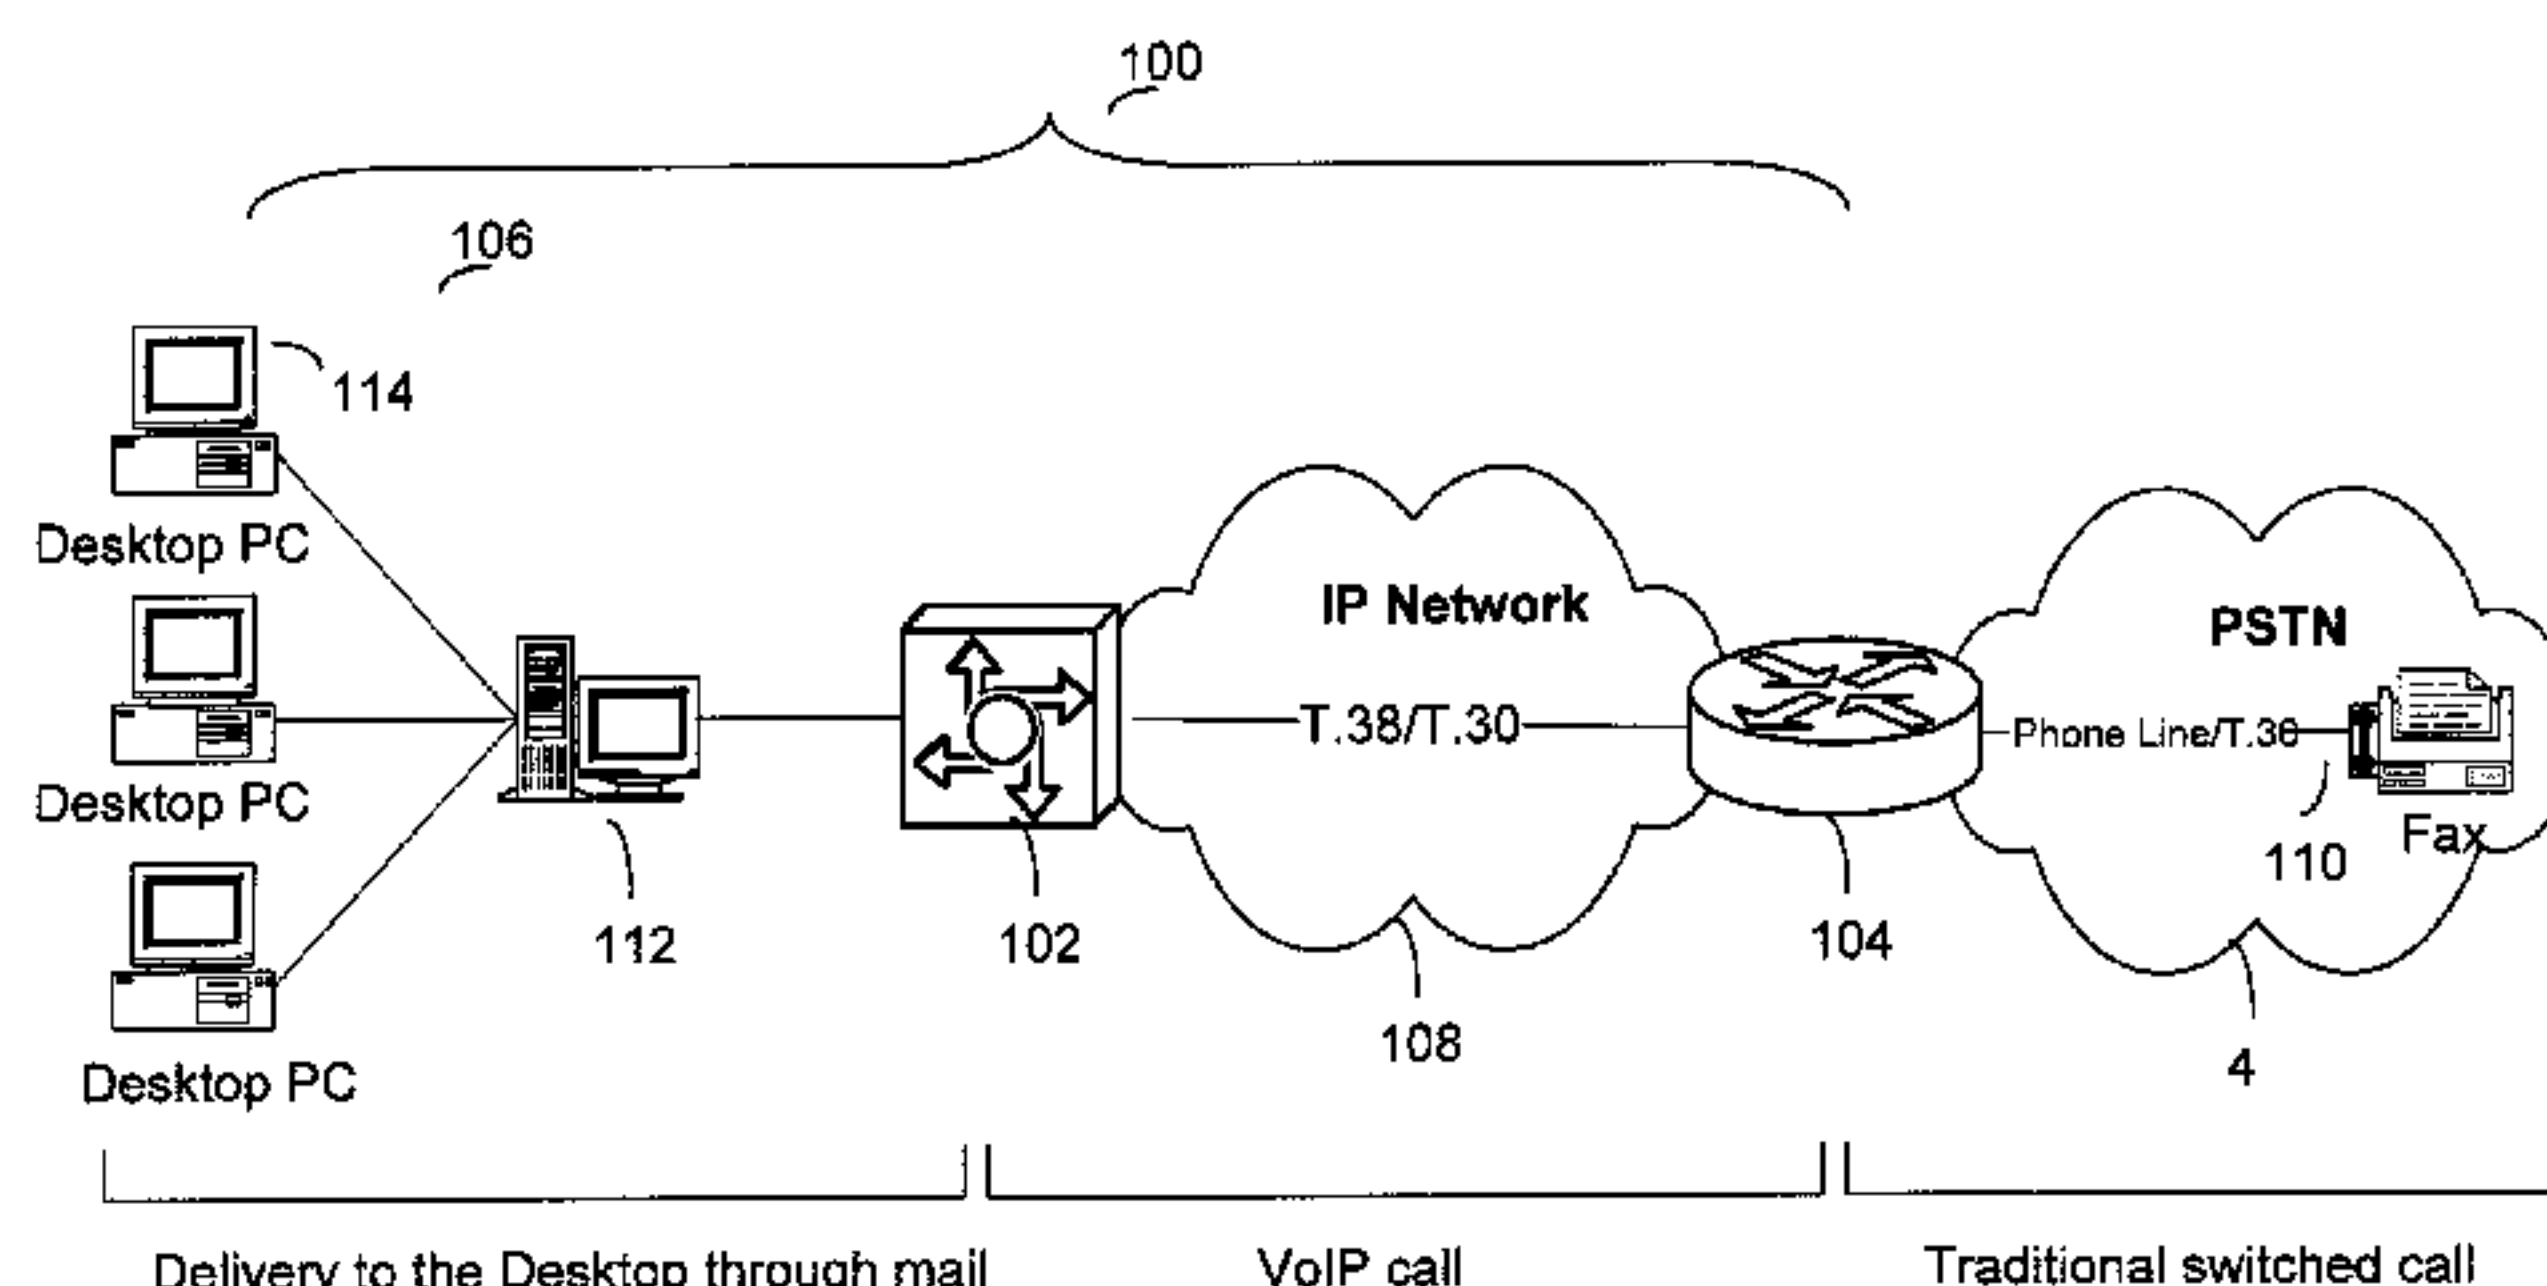 100
106
114
Desktop PC
IP Network
PSTN
T.38/T.30
Phone Line/T.30
Desktop PC
Fax
110
112
102
104
108
4
Desktop PC
Delivery to the Desktop through mail
VoIP call
Traditional switched call